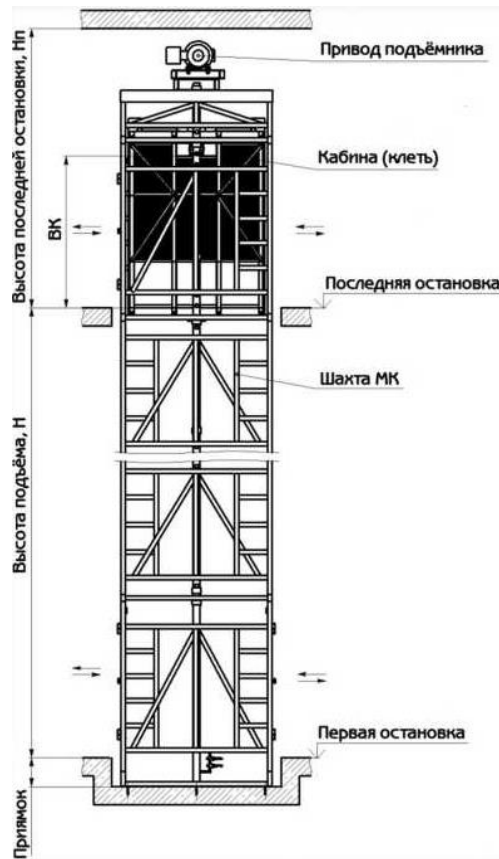 Привод подъёмника
Высота последней остановки, Нп
Кабина (клеть)
ВК
Последняя остановка
Шахта МК
Высота подъёма, Н
Первая остановка
Приямок